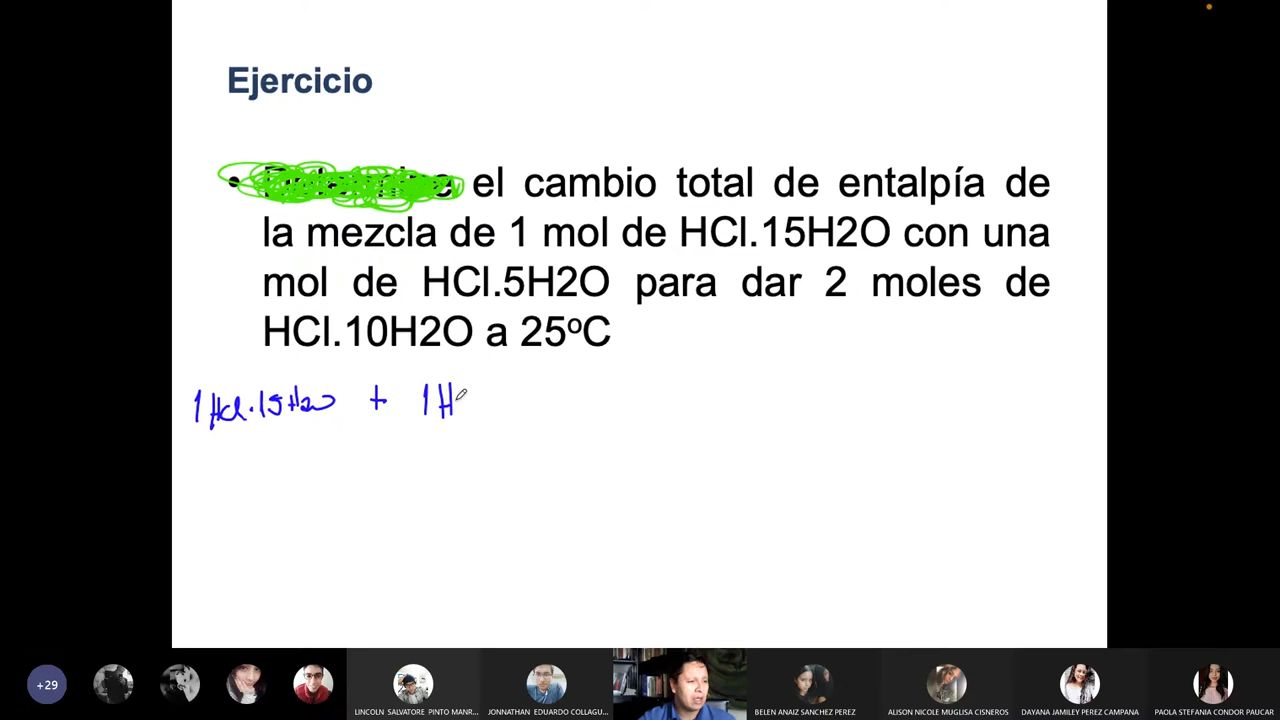 Ejercicio
• el cambio total de entalpía de
la mezcla de 1 mol de HCl.15H2O con una
mol de HCl.5H2O para dar 2 moles de
HCl.10H2O a 25ºC
1 HCl.15H2O + 1H
+29
LINCOLN SALVATORE PINTO MANR...
JONNATHAN EDUARDO COLLAGU...
BELEN ANAIZ SANCHEZ PEREZ
ALISON NICOLE MUGLISA CISNEROS
DAYANA JAMILEY PEREZ CAMPANA
PAOLA STEFANIA CONDOR PAUCAR